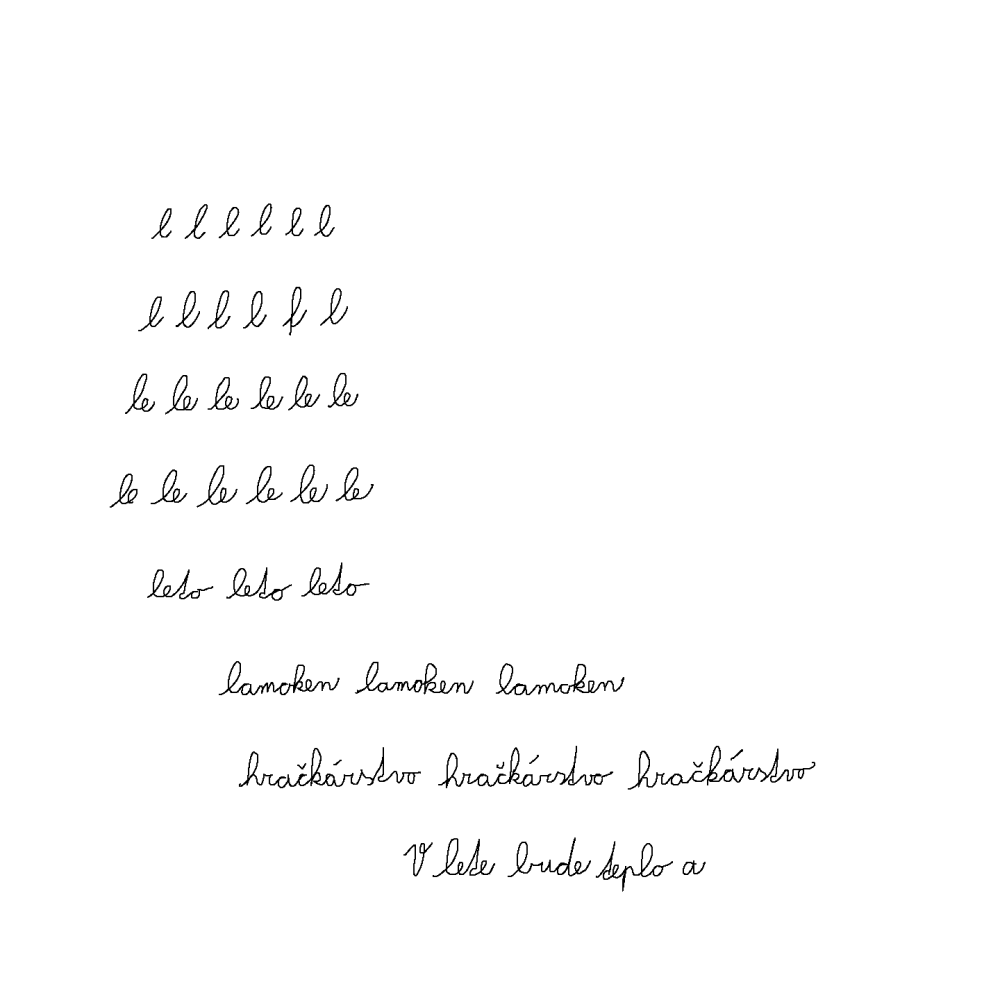 l l l l l l
l l l l l l
le le le le le le
le le le le le le
leto leto leto
lamoken lamoken lamoken
hračkárstvo hračkárstvo hračkárstvo
V lete bude teplo a